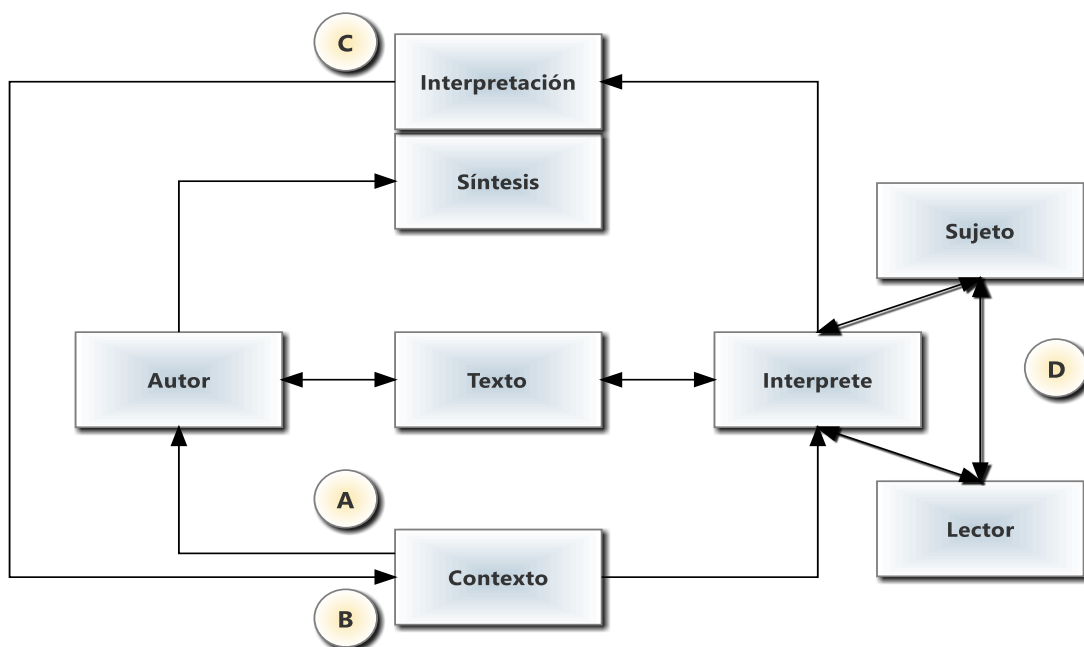 C
Interpretación
Síntesis
Sujeto
Autor
Texto
Interprete
D
A
Lector
Contexto
B